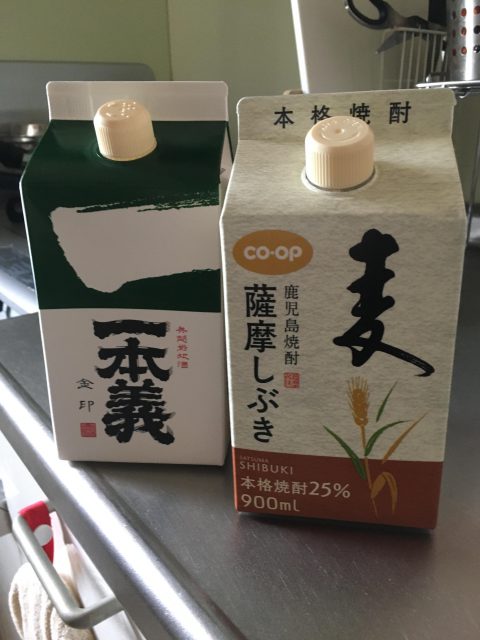 一本義
金印
本格焼酎
co-op
麦
鹿児島焼酎
薩摩しぶき
SATSUMA
SHIBUKI
本格焼酎25%
900mL